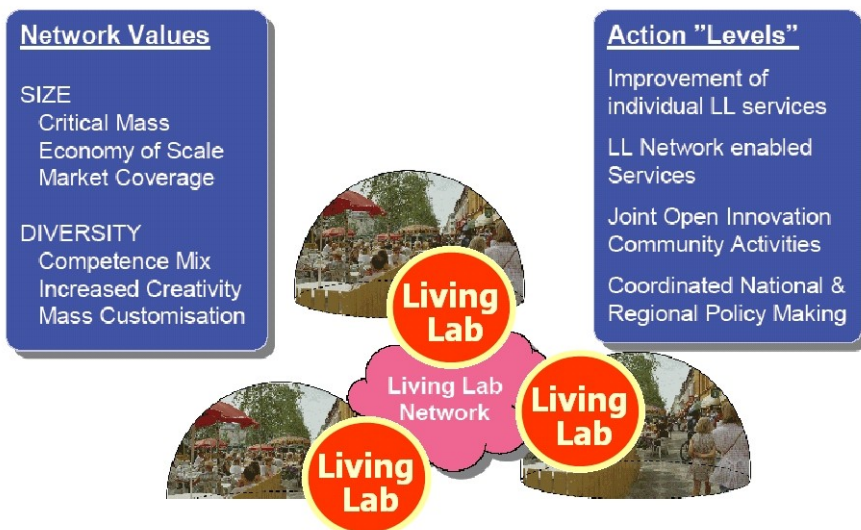 Network Values
SIZE
Critical Mass
Economy of Scale
Market Coverage
DIVERSITY
Competence Mix
Increased Creativity
Mass Customisation
Action "Levels"
Improvement of
individual LL services
LL Network enabled
Services
Joint Open Innovation
Community Activities
Coordinated National &
Regional Policy Making
Living
Lab
Living Lab
Network
Living
Lab
Living
Lab